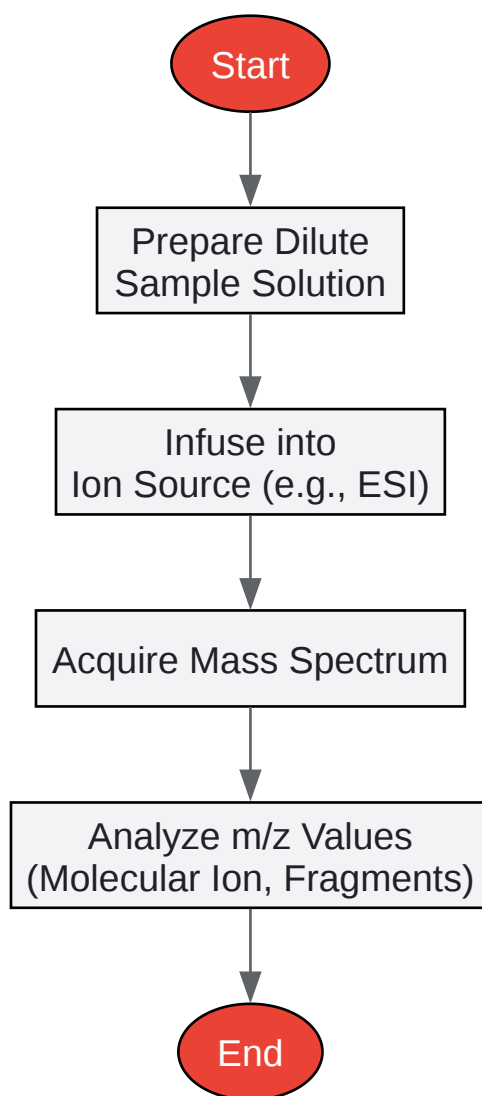 Start
Prepare Dilute
Sample Solution
Infuse into
Ion Source (e.g., ESI)
Acquire Mass Spectrum
Analyze m/z Values
(Molecular Ion, Fragments)
End